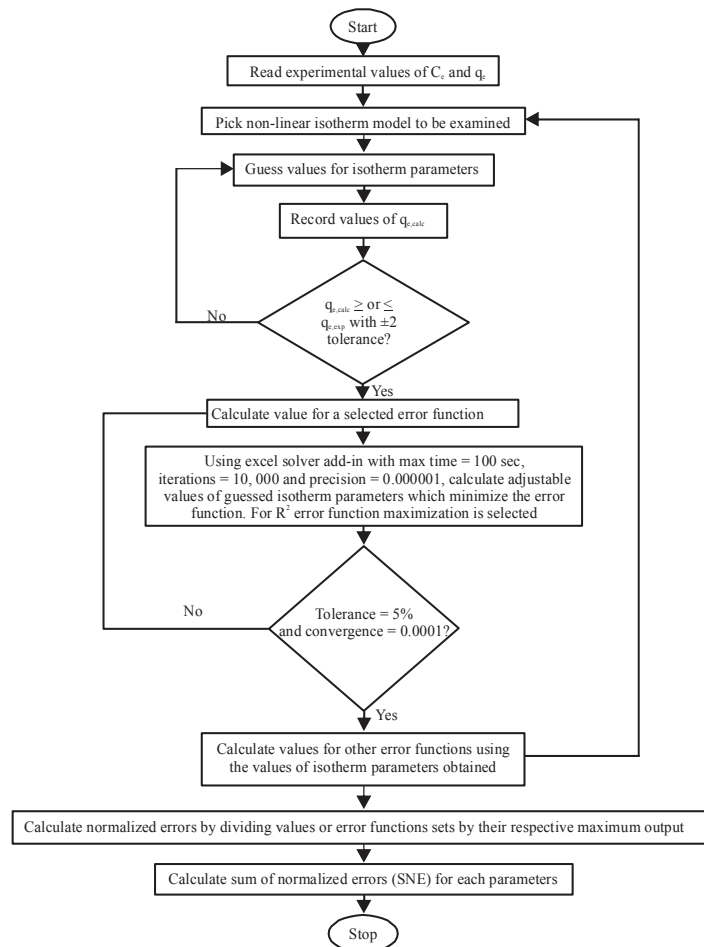 Start
Read experimental values of Cₑ and qₑ
Pick non-linear isotherm model to be examined
Guess values for isotherm parameters
Record values of qₑ,calc
qₑ,calc ≥ or ≤
qₑ,exp with ±2
tolerance?
No
Yes
Calculate value for a selected error function
Using excel solver add-in with max time = 100 sec,
iterations = 10, 000 and precision = 0.000001, calculate adjustable
values of guessed isotherm parameters which minimize the error
function. For R² error function maximization is selected
No
Tolerance = 5%
and convergence = 0.0001?
Yes
Calculate values for other error functions using
the values of isotherm parameters obtained
Calculate normalized errors by dividing values or error functions sets by their respective maximum output
Calculate sum of normalized errors (SNE) for each parameters
Stop